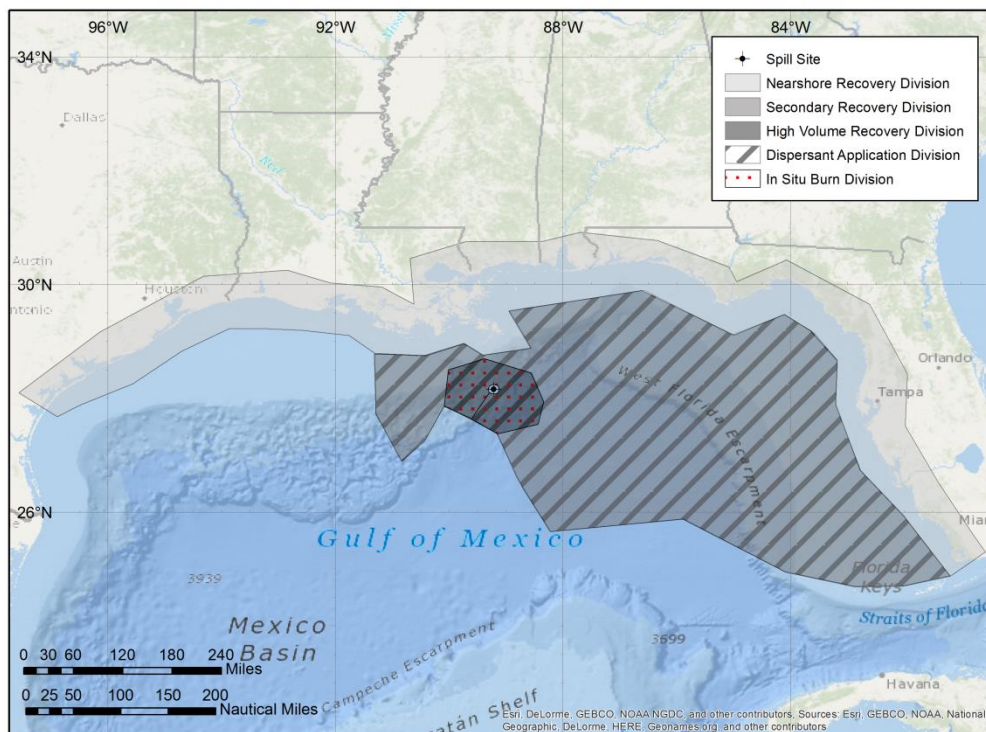 96°W
92°W
88°W
84°W
34°N
30°N
26°N
Spill Site
Nearshore Recovery Division
Secondary Recovery Division
High Volume Recovery Division
Dispersant Application Division
In Situ Burn Division
Dallas
Red
Austin
Houston
ntonio
Orlando
Tampa
West Florida Escarpment
Miami
Gulf of Mexico
Florida
Keys
Straits of Florida
3939
Mexico
Basin
3699
Campeche Escarpment
Havana
0 30 60 120 180 240
Miles
0 25 50 100 150 200
Nautical Miles
Shelf
Esri, DeLorme, GEBCO, NOAA NGDC, and other contributors, Sources: Esri, GEBCO, NOAA, National
Geographic, DeLorme, HERE, Geonames.org, and other contributors